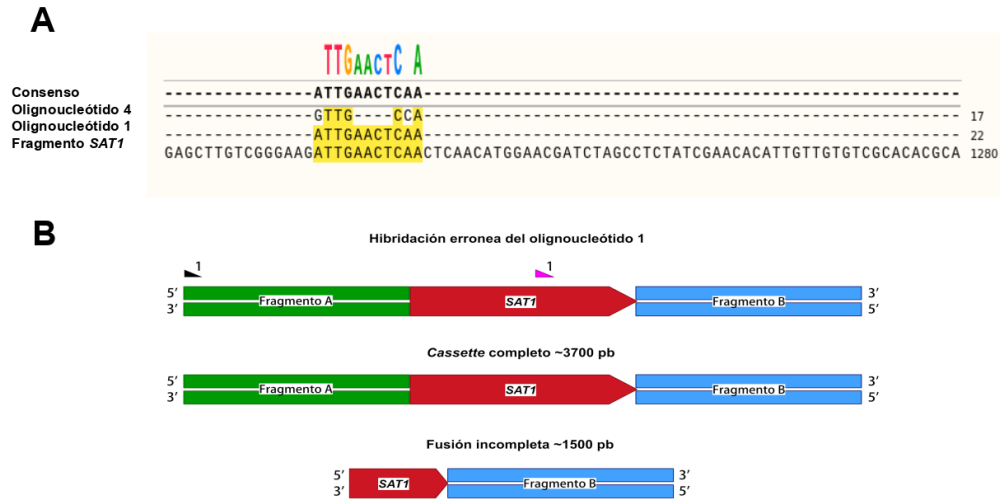 A
TTGAACTC A
Consenso ---------------ATTGAACTCAA------------------------------------------------------
Olignoucleótido 4 ---------------GTTG    CCA------------------------------------------------------ 17
Olignoucleótido 1 ---------------ATTGAACTCAA------------------------------------------------------ 22
Fragmento SAT1 GAGCTTGTCGGGAAGATTGAACTCAACTCAACATGGAACGATCTAGCCTCTATCGAACACATTGTTGTGTCGCACACGCA 1280
B
Hibridación erronea del olignoucleótido 1
1 1
5′ Fragmento A SAT1 Fragmento B 3′
3′ 5′
Cassette completo ~3700 pb
5′ Fragmento A SAT1 Fragmento B 3′
3′ 5′
Fusión incompleta ~1500 pb
5′ SAT1 Fragmento B 3′
3′ 5′